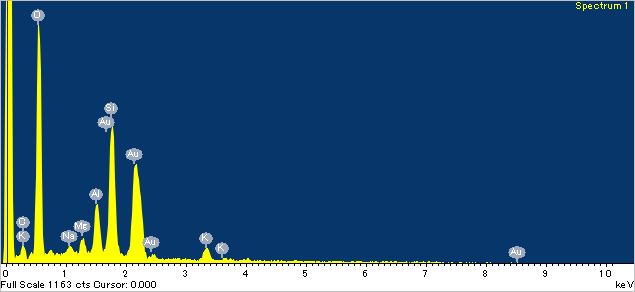 Spectrum 1
O
Si
Au
Au
Al
C
K
Na
Mg
Au
K
K
Au
0 1 2 3 4 5 6 7 8 9 10
Full Scale 1163 cts Cursor: 0.000 keV